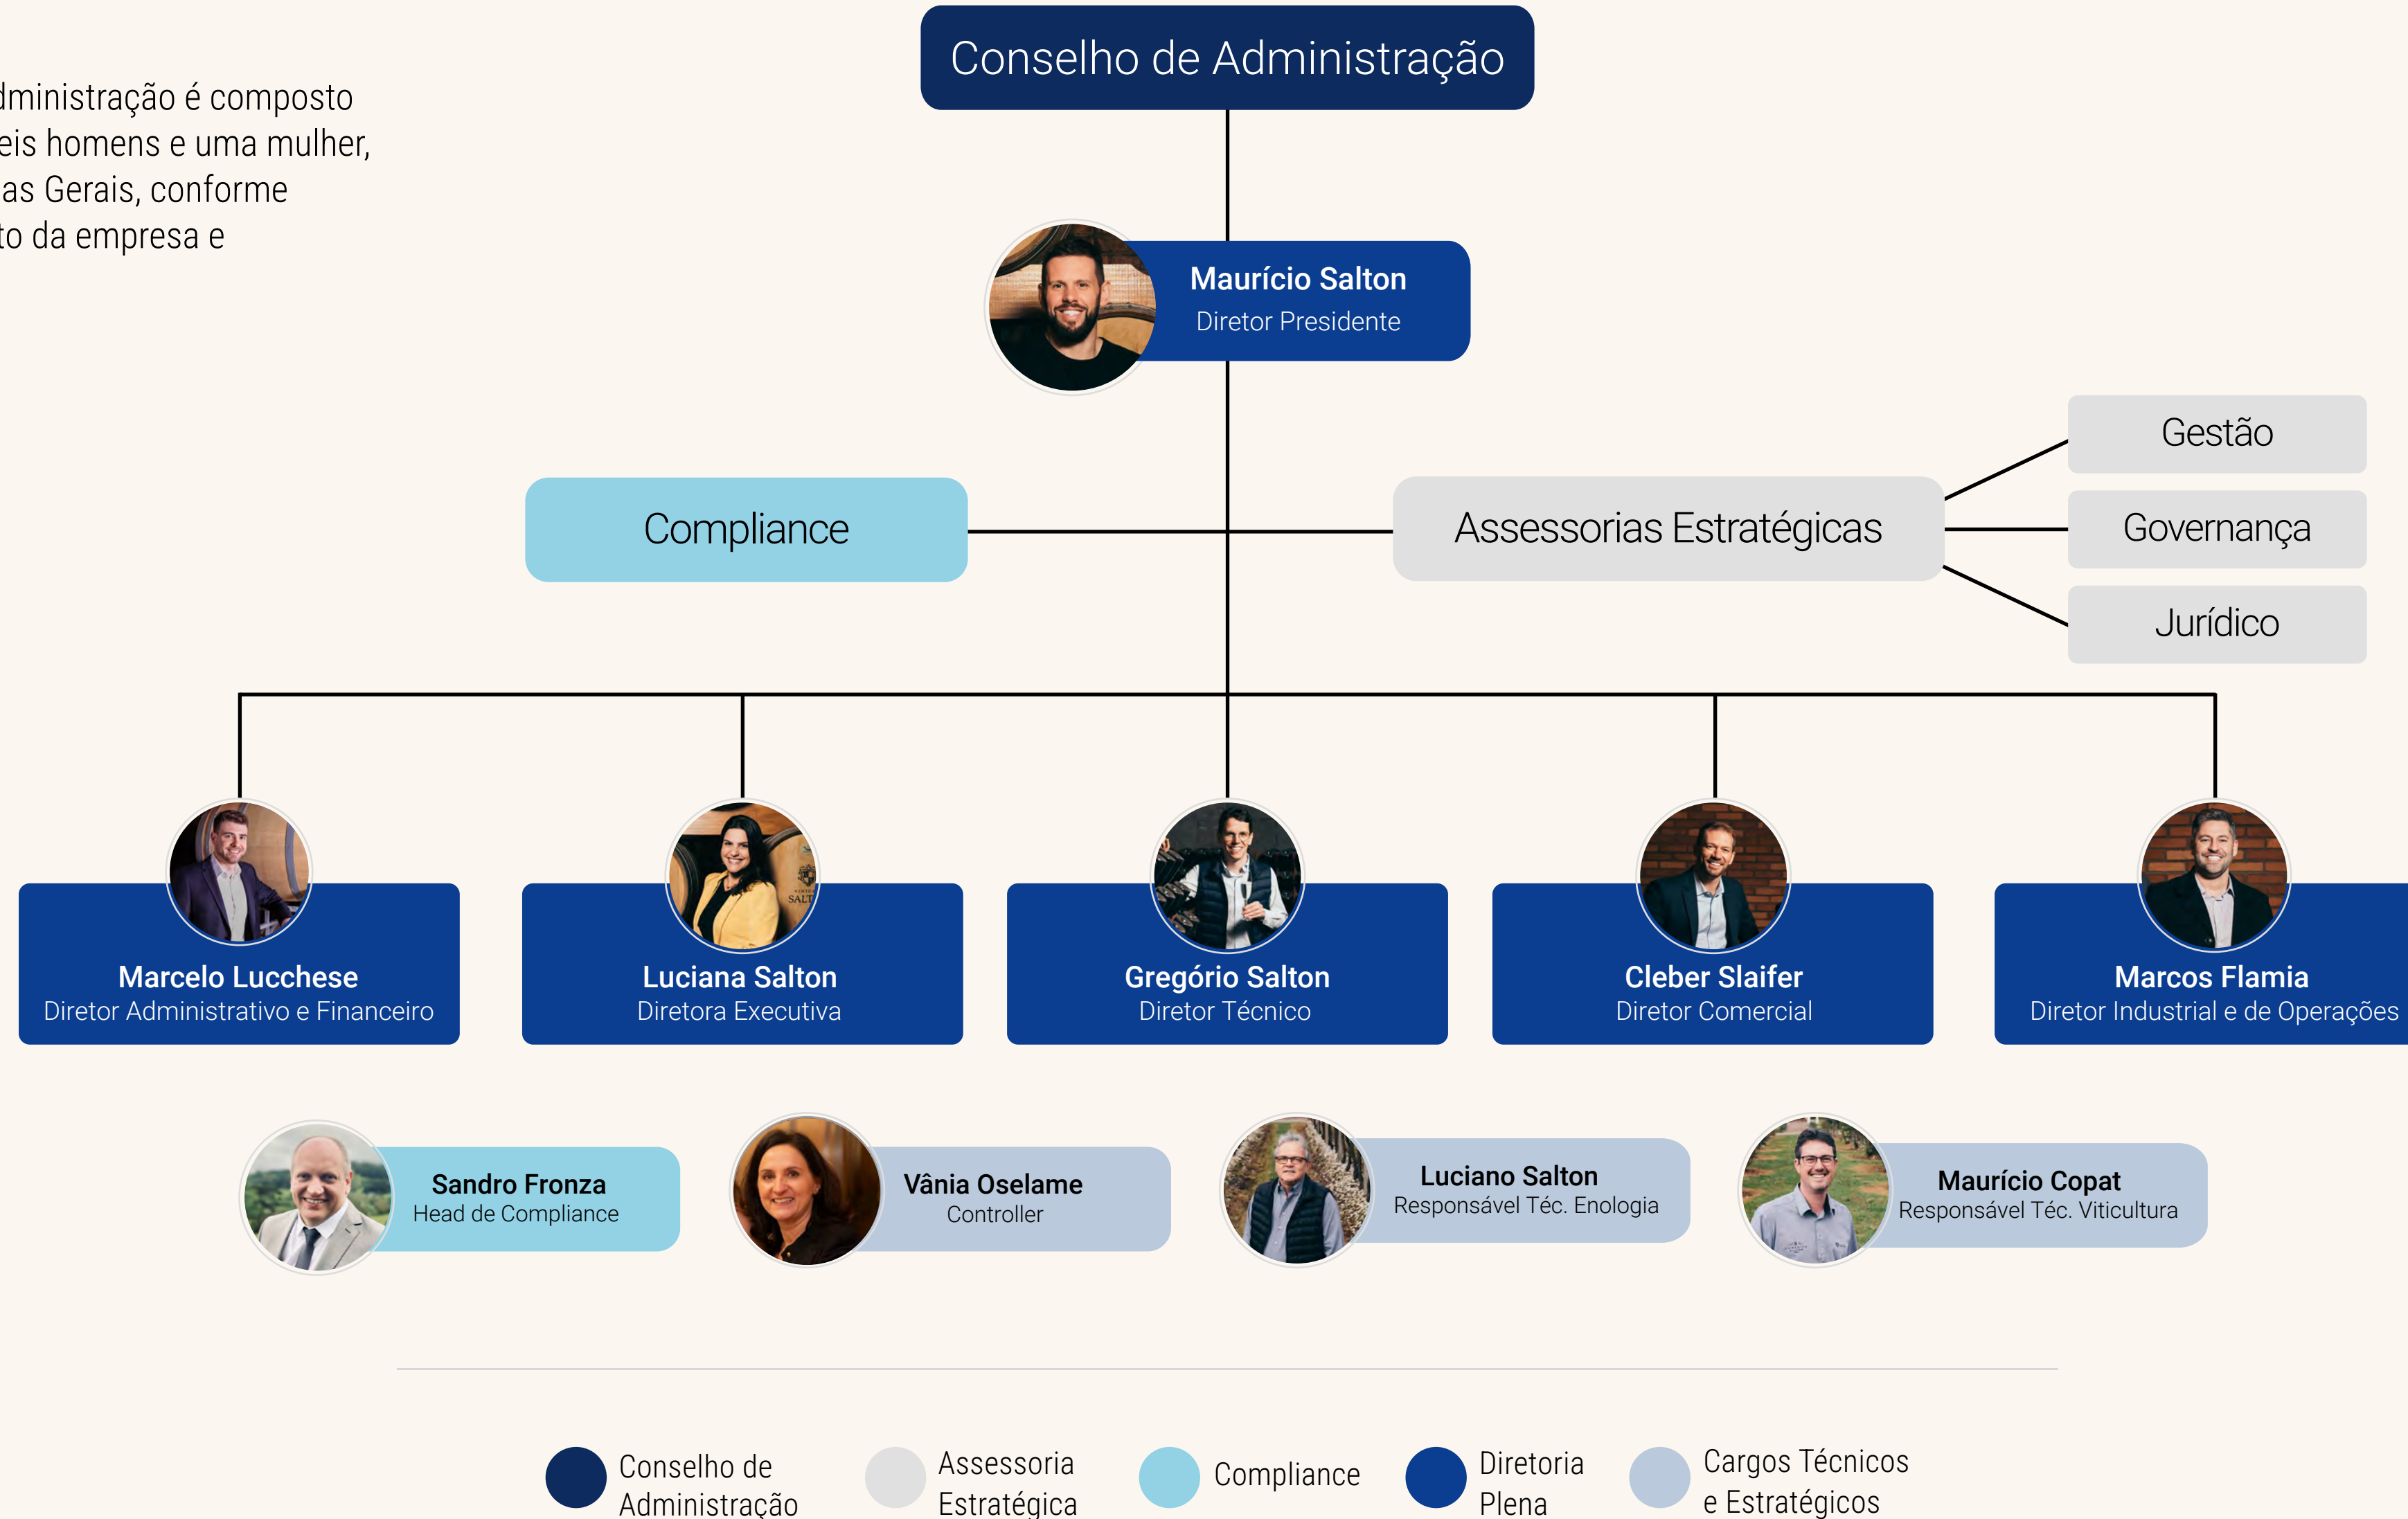 Conselho de Administração
dministração é composto
eis homens e uma mulher,
as Gerais, conforme
to da empresa e
Maurício Salton
Diretor Presidente
Compliance
Assessorias Estratégicas
Gestão
Governança
Jurídico
Marcelo Lucchese
Diretor Administrativo e Financeiro
Luciana Salton
Diretora Executiva
Gregório Salton
Diretor Técnico
Cleber Slaifer
Diretor Comercial
Marcos Flamia
Diretor Industrial e de Operações
Sandro Fronza
Head de Compliance
Vânia Oselame
Controller
Luciano Salton
Responsável Téc. Enologia
Maurício Copat
Responsável Téc. Viticultura
Conselho de
Administração
Assessoria
Estratégica
Compliance
Diretoria
Plena
Cargos Técnicos
e Estratégicos